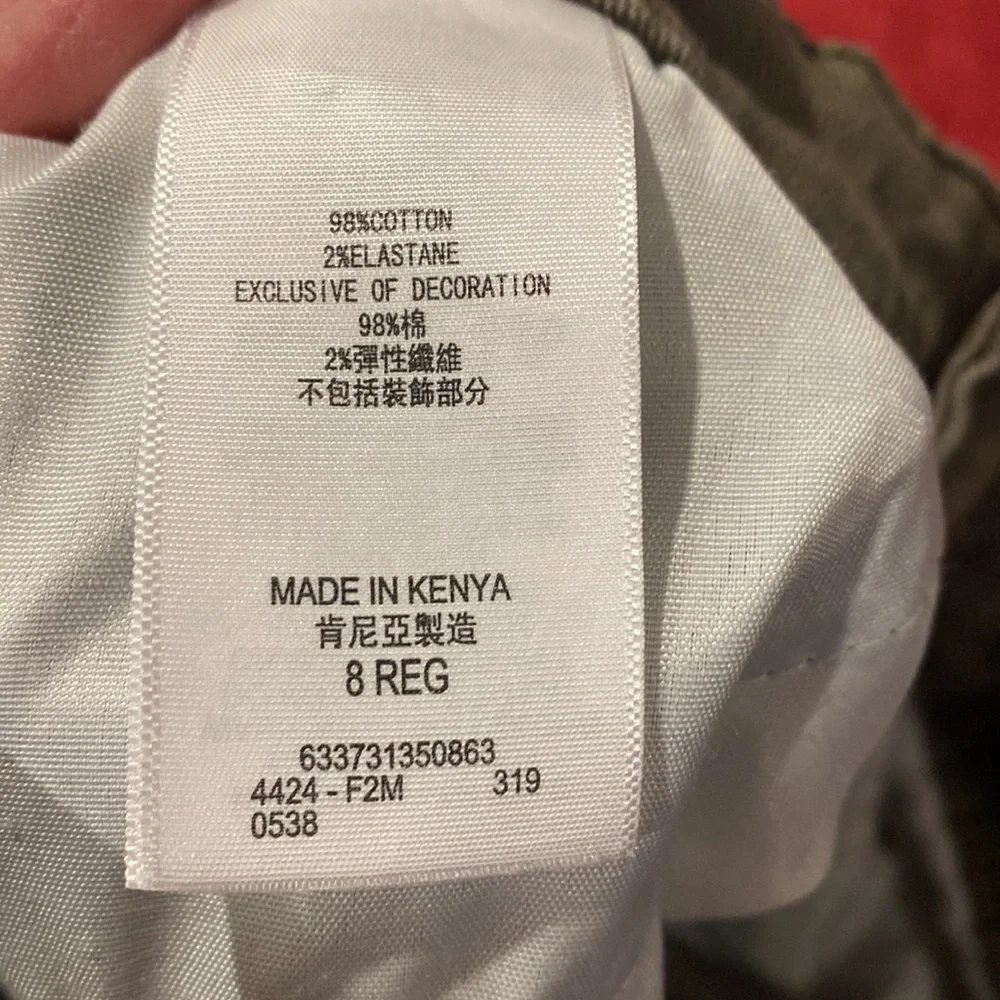 98%COTTON
2%ELASTANE
EXCLUSIVE OF DECORATION
98%棉
2%彈性纖維
不包括裝飾部分
MADE IN KENYA
肯尼亞製造
8 REG
633731350863
4424 - F2M 319
0538